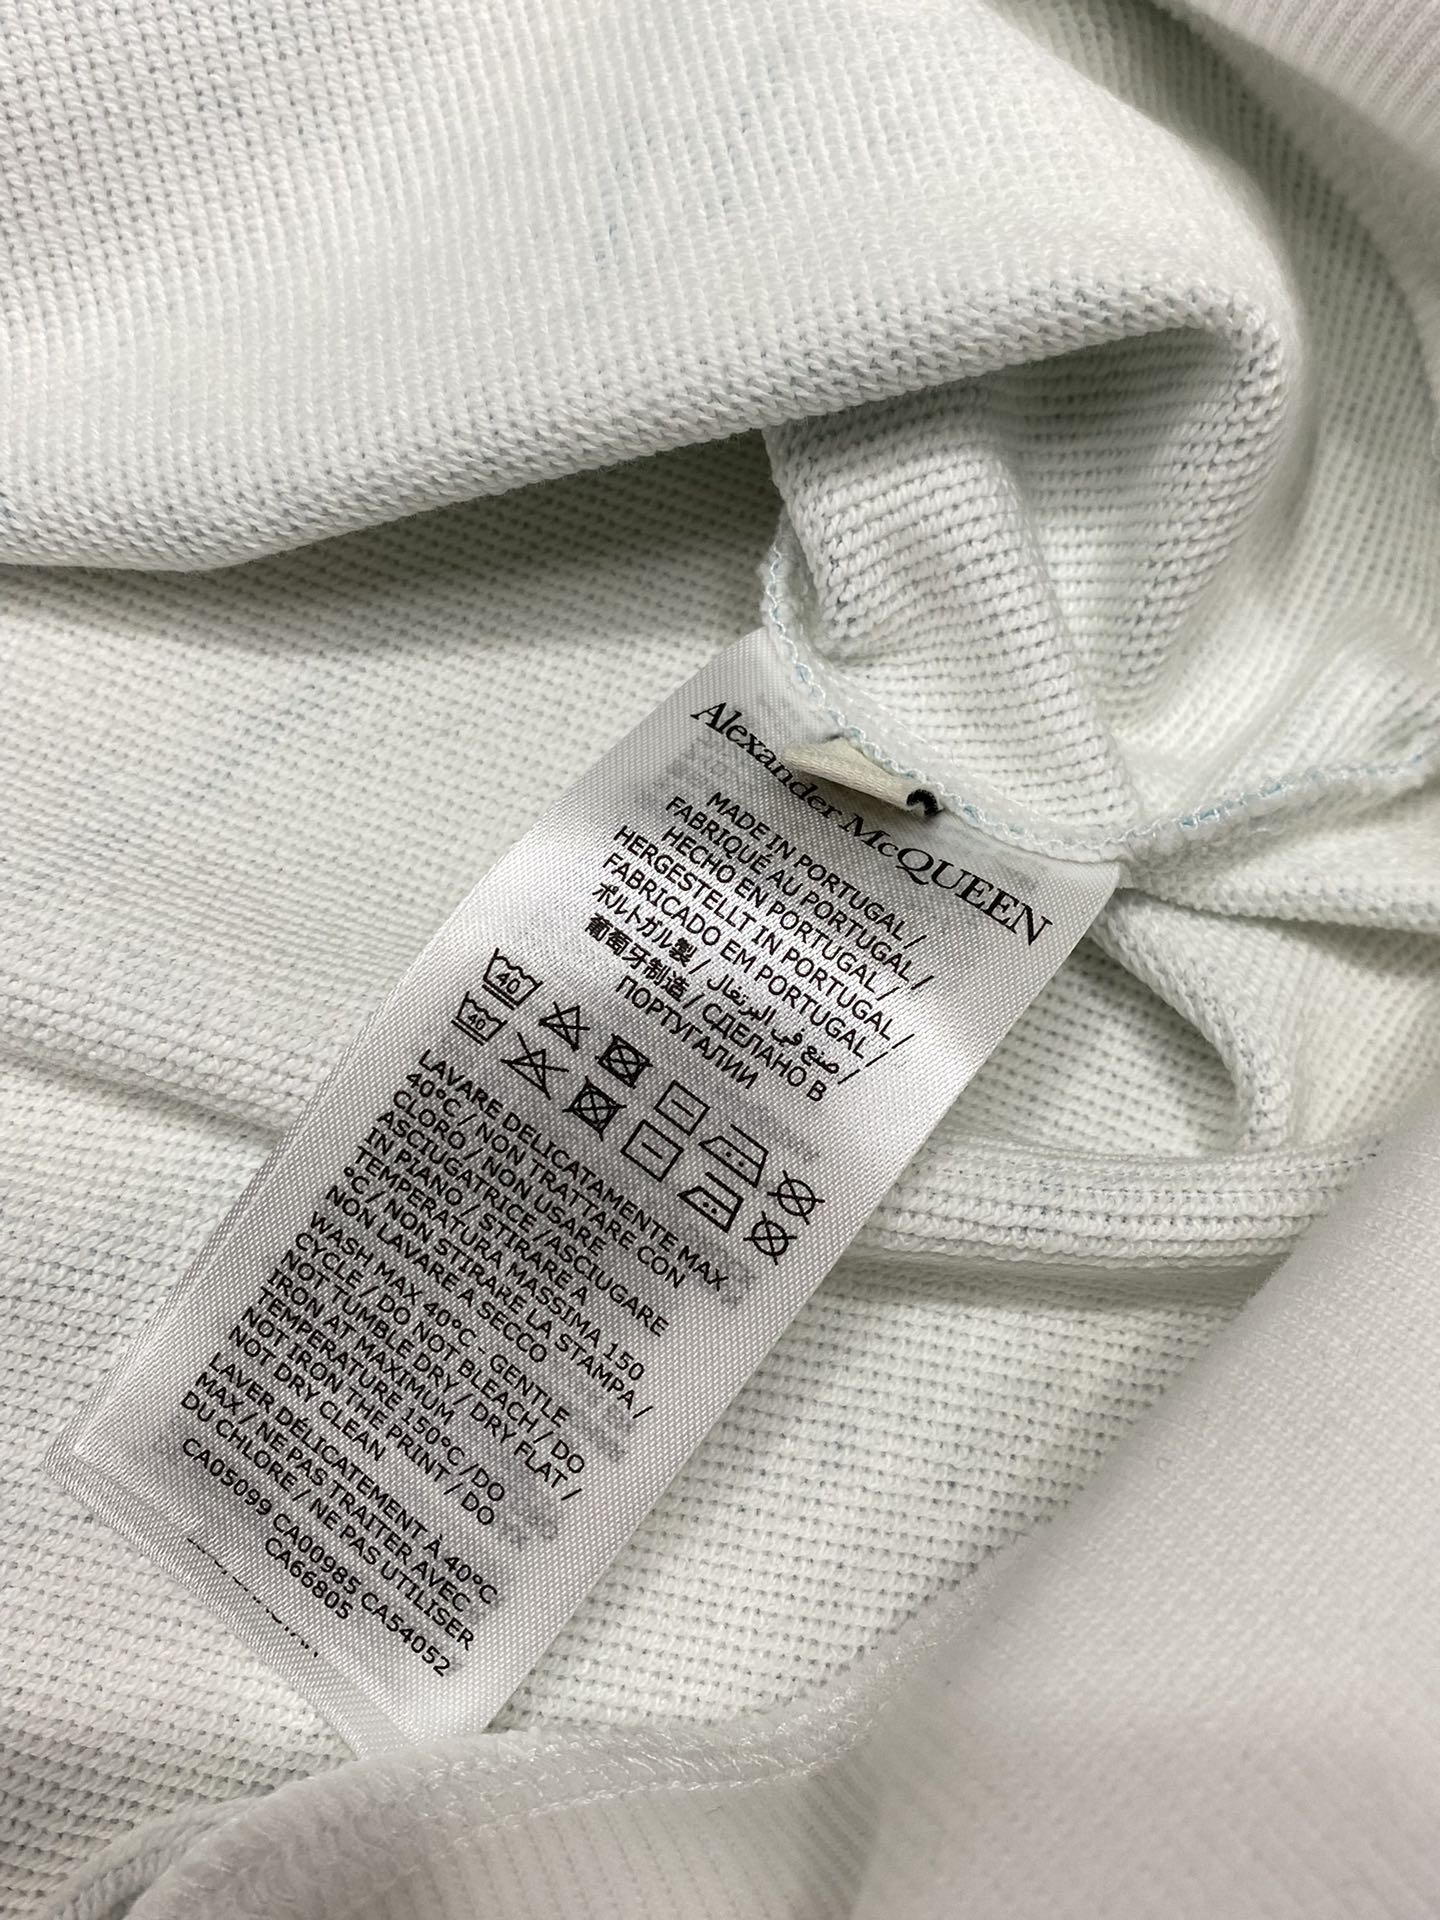 Alexander McQUEEN
MADE IN PORTUGAL /
FABRIQUÉ AU PORTUGAL /
HECHO EN PORTUGAL /
HERGESTELLT IN PORTUGAL /
FABRICADO EM PORTUGAL /
ポルトガル製 / صنع في البرتغال /
葡萄牙制造 / СДЕЛАНО В
ПОРТУГАЛИИ
40
40
LAVARE DELICATAMENTE MAX
40°C / NON TRATTARE CON
CLORO / NON USARE
ASCIUGATRICE /ASCIUGARE
IN PIANO / STIRARE A
TEMPERATURA MASSIMA 150
°C / NON STIRARE LA STAMPA /
NON LAVARE A SECCO
WASH MAX 40°C - GENTLE
CYCLE / DO NOT BLEACH / DO
NOT TUMBLE DRY / DRY FLAT /
IRON AT MAXIMUM
TEMPERATURE 150°C /DO
NOT IRON THE PRINT / DO
NOT DRY CLEAN
LAVER DÉLICATEMENT À 40°C
MAX / NE PAS TRAITER AVEC
DU CHLORE / NE PAS UTILISER
CA05099 CA00985 CA54052
CA66805